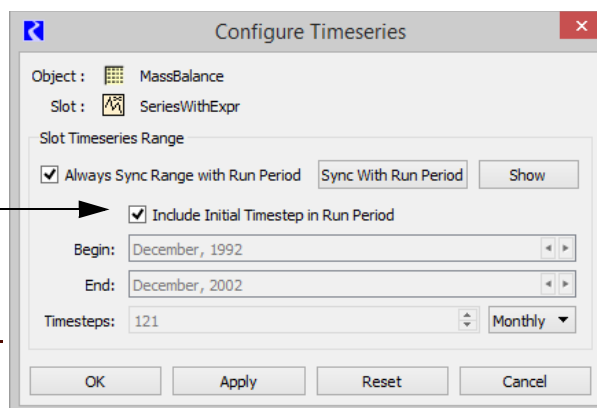 Configure Timeseries
Object : MassBalance
Slot : SeriesWithExpr
Slot Timeseries Range
Always Sync Range with Run Period Sync With Run Period Show
Include Initial Timestep in Run Period
Begin: December, 1992
End: December, 2002
Timesteps: 121 Monthly
OK Apply Reset Cancel